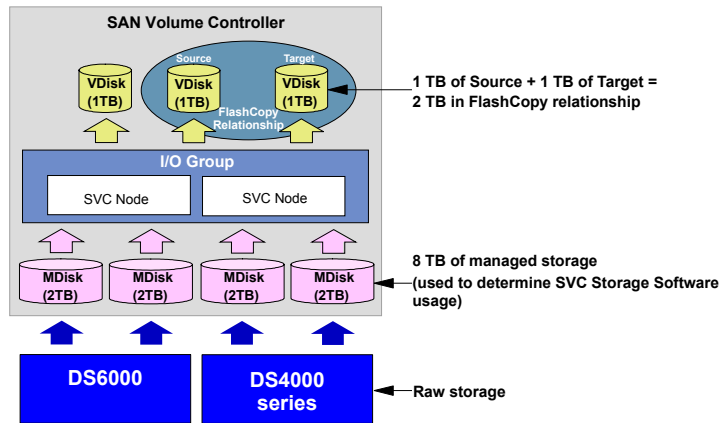 SAN Volume Controller
Source
Target
VDisk
(1TB)
VDisk
(1TB)
VDisk
(1TB)
FlashCopy
Relationship
1 TB of Source + 1 TB of Target =
2 TB in FlashCopy relationship
I/O Group
SVC Node
SVC Node
MDisk
(2TB)
MDisk
(2TB)
MDisk
(2TB)
MDisk
(2TB)
8 TB of managed storage
(used to determine SVC Storage Software
usage)
DS6000
DS4000
series
Raw storage